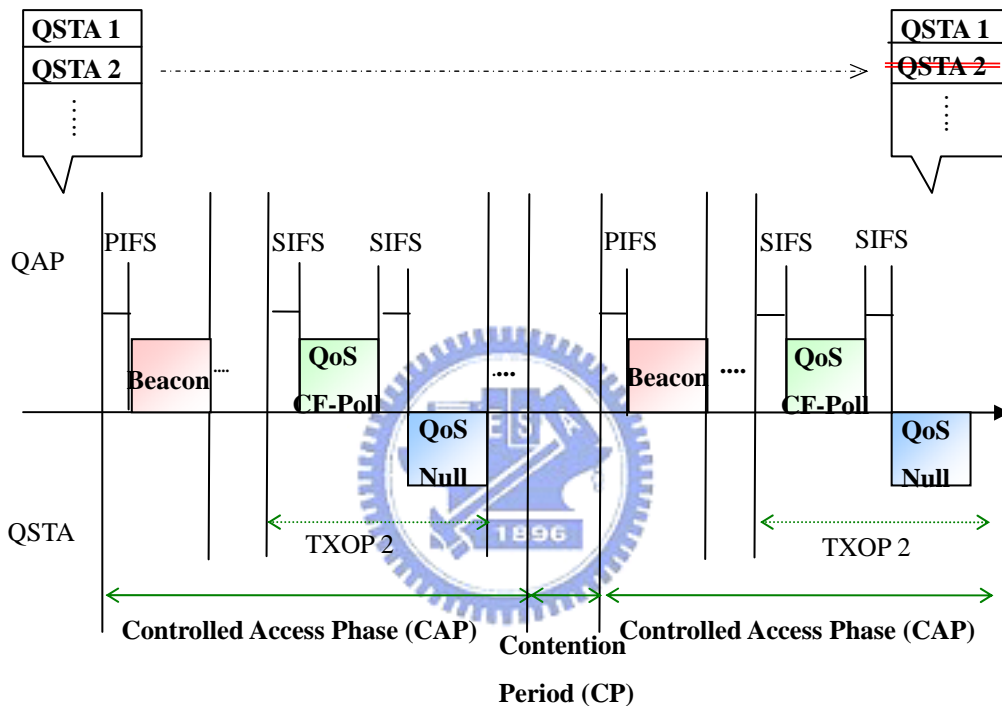 QSTA 1
QSTA 2
QSTA 1
QSTA 2
PIFS
SIFS
SIFS
PIFS
SIFS
SIFS
QAP
Beacon
QoS
CF-Poll
Beacon
QoS
CF-Poll
QoS
Null
QoS
Null
E S A
1896
QSTA
TXOP 2
TXOP 2
Controlled Access Phase (CAP)
Contention
Period (CP)
Controlled Access Phase (CAP)